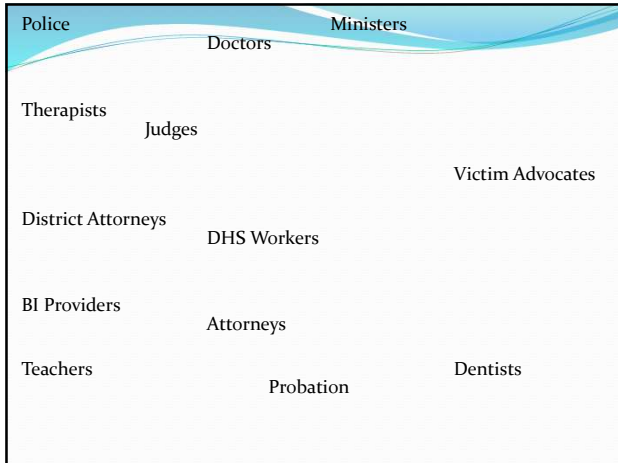 Police
Ministers
Doctors
Therapists
Judges
Victim Advocates
District Attorneys
DHS Workers
BI Providers
Attorneys
Teachers
Dentists
Probation